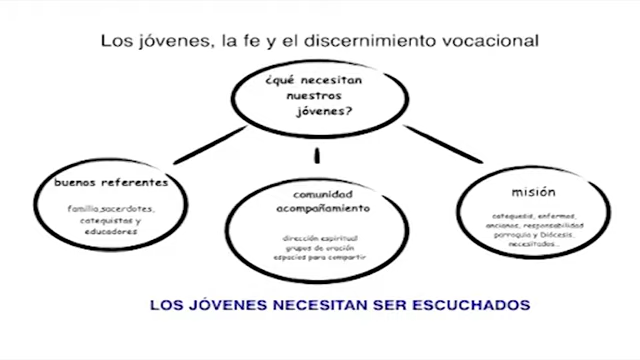 Los jóvenes, la fe y el discernimiento vocacional
¿qué necesitan
nuestros
jóvenes?
buenos referentes
familia,sacerdotes,
catequistas y
educadores
comunidad
acompañamiento
dirección espiritual
grupos de oración
espacios para compartir
misión
catequesis, enfermos,
ancianos, responsabilidad
parroquia y Diócesis
necesitados...
LOS JÓVENES NECESITAN SER ESCUCHADOS